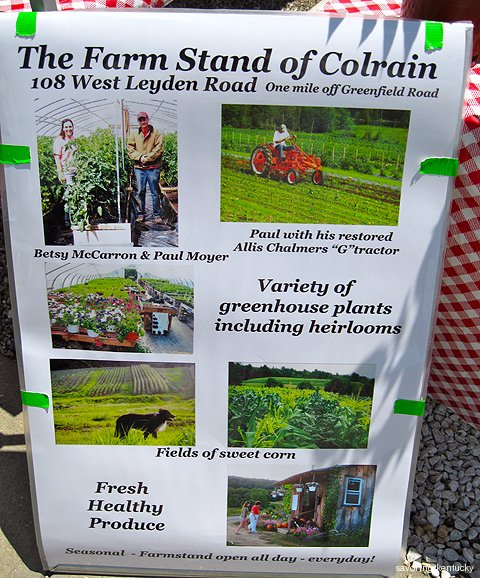 The Farm Stand of Colrain
108 West Leyden Road One mile off Greenfield Road
Betsy McCarron & Paul Moyer
Paul with his restored
Allis Chalmers “G”tractor
Variety of
greenhouse plants
including heirlooms
Fields of sweet corn
Fresh
Healthy
Produce
Seasonal - Farmstand open all day - everyday!